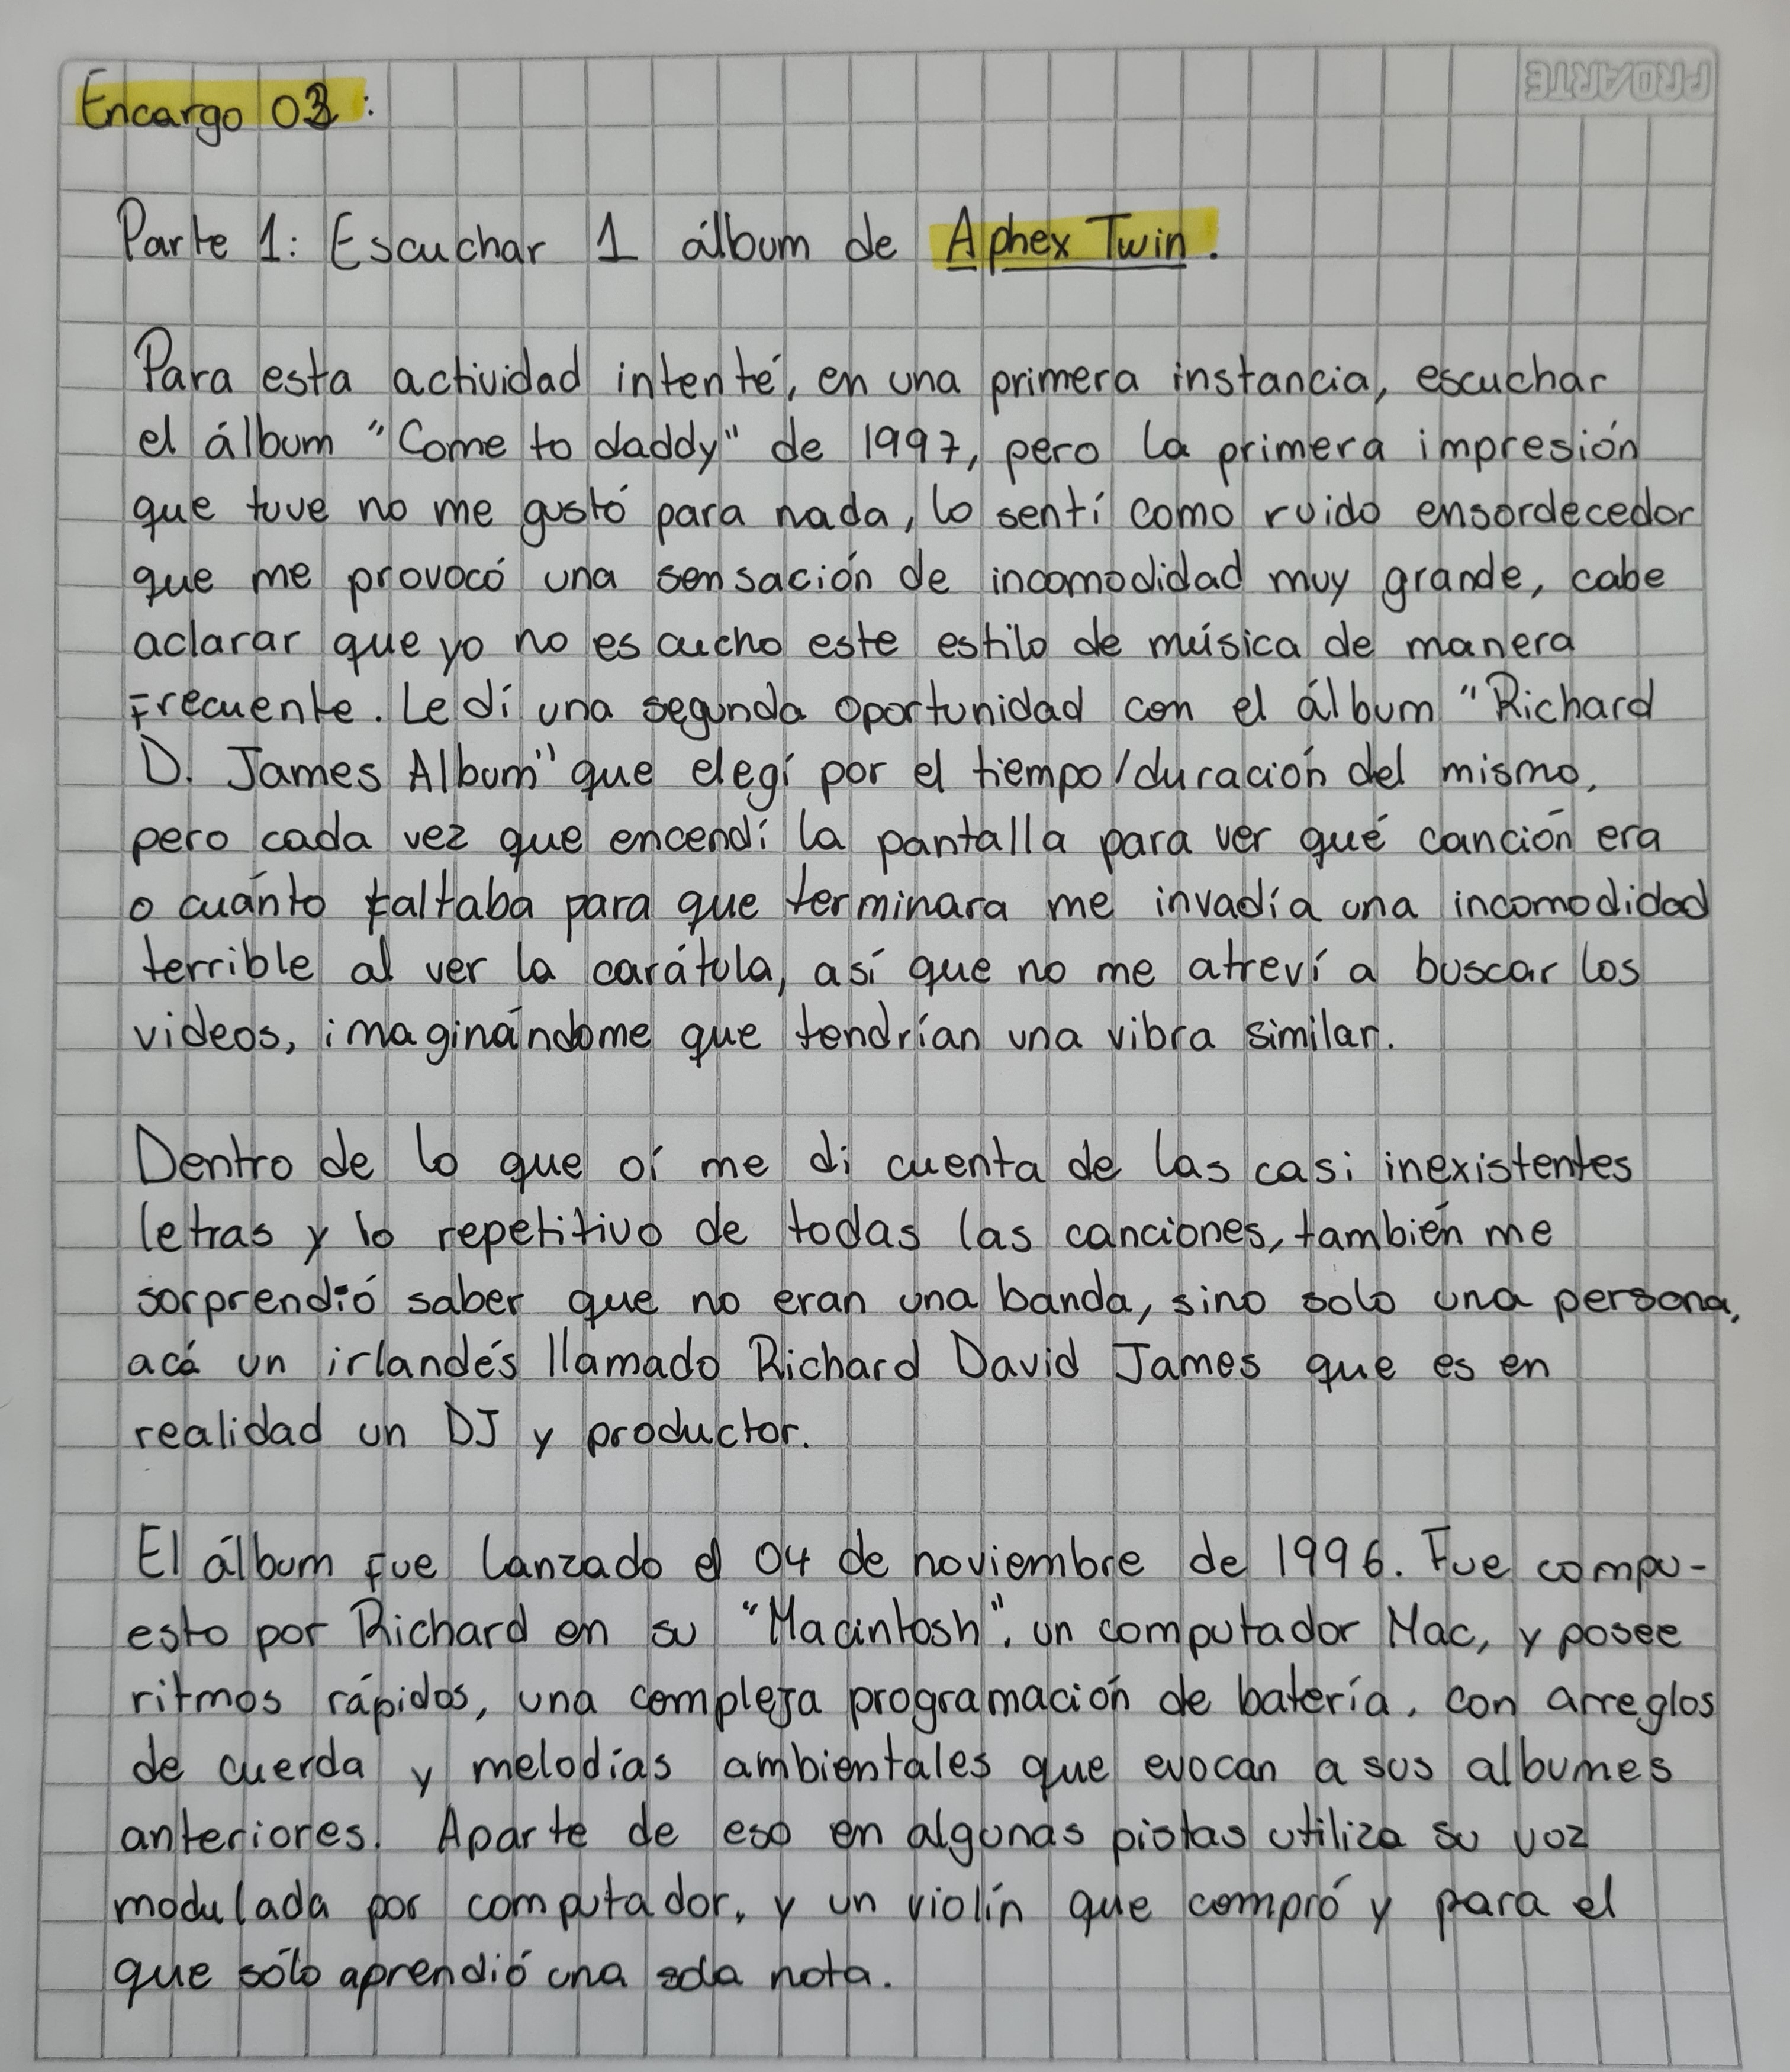 PROARTE
Encargo 03:
Parte 1: Escuchar 1 álbum de Aphex Twin.
Para esta actividad intenté, en una primera instancia, escuchar
el álbum "Come to daddy" de 1997, pero la primera impresión
que tuve no me gustó para nada, lo sentí como ruido ensordecedor
que me provocó una sensación de incomodidad muy grande, cabe
aclarar que yo no escucho este estilo de música de manera
frecuente. Le dí una segunda oportunidad con el álbum "Richard
D. James Album" que elegí por el tiempo/duración del mismo,
pero cada vez que encendí la pantalla para ver qué canción era
o cuánto faltaba para que terminara me invadía una incomodidad
terrible al ver la carátula, así que no me atreví a buscar los
videos, imaginándome que tendrían una vibra similar.
Dentro de lo que oí me di cuenta de las casi inexistentes
letras y lo repetitivo de todas las canciones, también me
sorprendió saber que no eran una banda, sino solo una persona,
acá un irlandés llamado Richard David James que es en
realidad un DJ y productor.
El álbum fue lanzado el 04 de noviembre de 1996. Fue compu-
esto por Richard en su "Macintosh", un computador Mac, y posee
ritmos rápidos, una compleja programación de batería, con arreglos
de cuerda y melodías ambientales que evocan a sus albumes
anteriores. Aparte de eso en algunas pistas utiliza su voz
modulada por computador, y un violín que compró y para el
que sólo aprendió una sola nota.